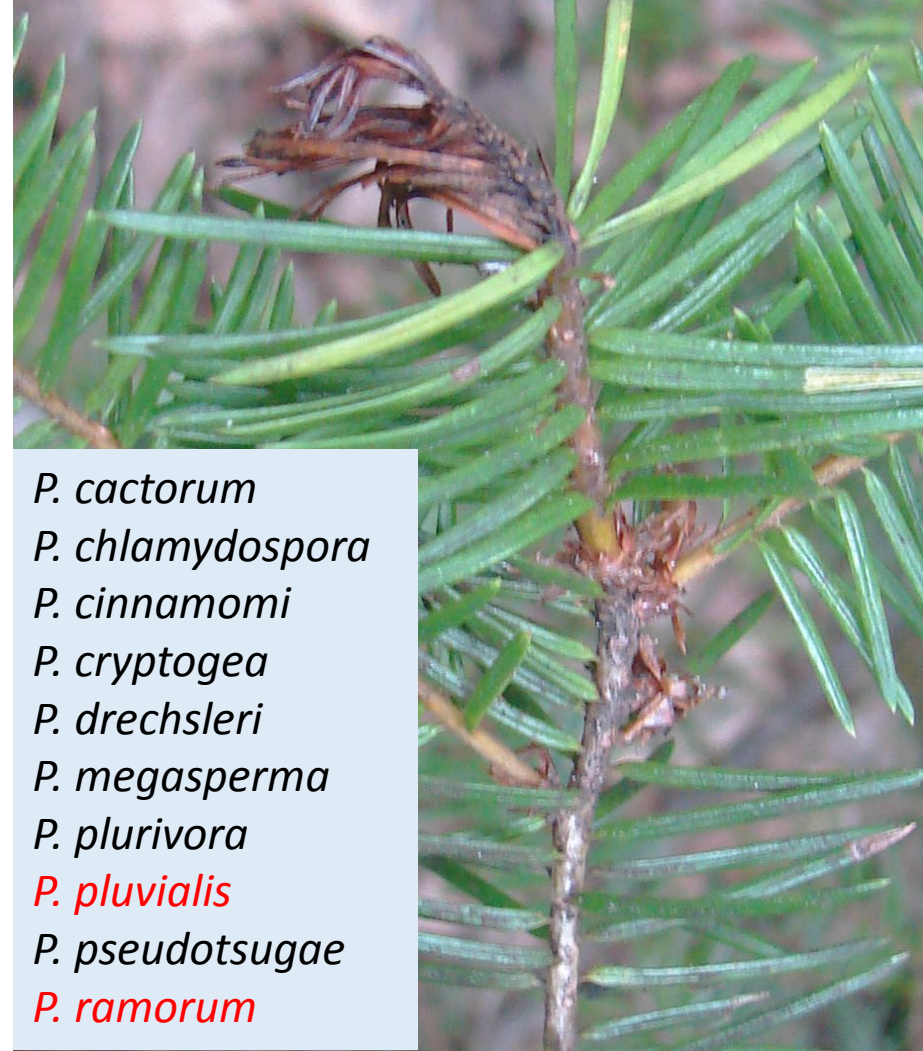 P. cactorum
P. chlamydospora
P. cinnamomi
P. cryptogea
P. drechsleri
P. megasperma
P. plurivora
P. pluvialis
P. pseudotsugae
P. ramorum